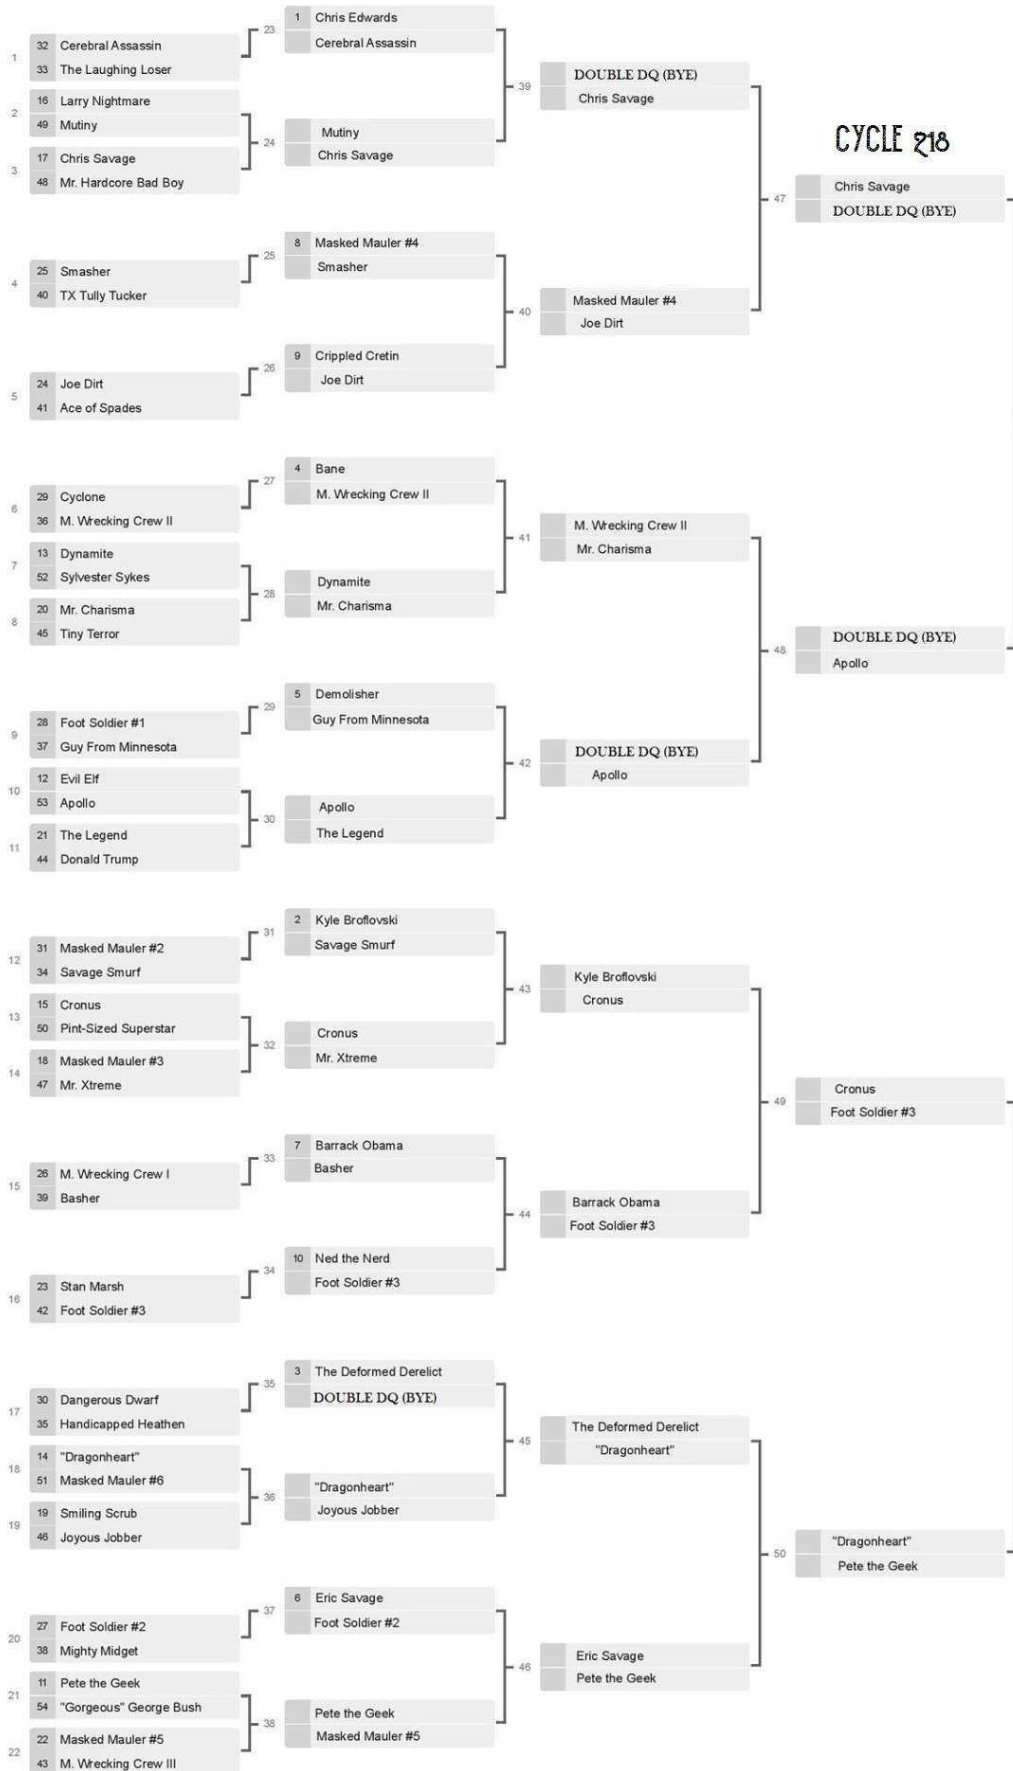 CYCLE 218
1
32 Cerebral Assassin
33 The Laughing Loser
2
16 Larry Nightmare
49 Mutiny
3
17 Chris Savage
48 Mr. Hardcore Bad Boy
4
25 Smasher
40 TX Tully Tucker
5
24 Joe Dirt
41 Ace of Spades
6
29 Cyclone
36 M. Wrecking Crew II
7
13 Dynamite
52 Sylvester Sykes
8
20 Mr. Charisma
45 Tiny Terror
9
28 Foot Soldier #1
37 Guy From Minnesota
10
12 Evil Elf
53 Apollo
11
21 The Legend
44 Donald Trump
12
31 Masked Mauler #2
34 Savage Smurf
13
15 Cronus
50 Pint-Sized Superstar
14
18 Masked Mauler #3
47 Mr. Xtreme
15
26 M. Wrecking Crew I
39 Basher
16
23 Stan Marsh
42 Foot Soldier #3
17
30 Dangerous Dwarf
35 Handicapped Heathen
18
14 "Dragonheart"
51 Masked Mauler #6
19
19 Smiling Scrub
46 Joyous Jobber
20
27 Foot Soldier #2
38 Mighty Midget
21
11 Pete the Geek
54 "Gorgeous" George Bush
22
22 Masked Mauler #5
43 M. Wrecking Crew III
23
1 Chris Edwards
Cerebral Assassin
24
Mutiny
Chris Savage
25
8 Masked Mauler #4
Smasher
26
9 Crippled Cretin
Joe Dirt
27
4 Bane
M. Wrecking Crew II
28
Dynamite
Mr. Charisma
29
5 Demolisher
Guy From Minnesota
30
Apollo
The Legend
31
2 Kyle Broflovski
Savage Smurf
32
Cronus
Mr. Xtreme
33
7 Barrack Obama
Basher
34
10 Ned the Nerd
Foot Soldier #3
35
3 The Deformed Derelict
DOUBLE DQ (BYE)
36
"Dragonheart"
Joyous Jobber
37
6 Eric Savage
Foot Soldier #2
38
Pete the Geek
Masked Mauler #5
39
DOUBLE DQ (BYE)
Chris Savage
40
Masked Mauler #4
Joe Dirt
41
M. Wrecking Crew II
Mr. Charisma
42
DOUBLE DQ (BYE)
Apollo
43
Kyle Broflovski
Cronus
44
Barrack Obama
Foot Soldier #3
45
The Deformed Derelict
"Dragonheart"
46
Eric Savage
Pete the Geek
47
Chris Savage
DOUBLE DQ (BYE)
48
DOUBLE DQ (BYE)
Apollo
49
Cronus
Foot Soldier #3
50
"Dragonheart"
Pete the Geek